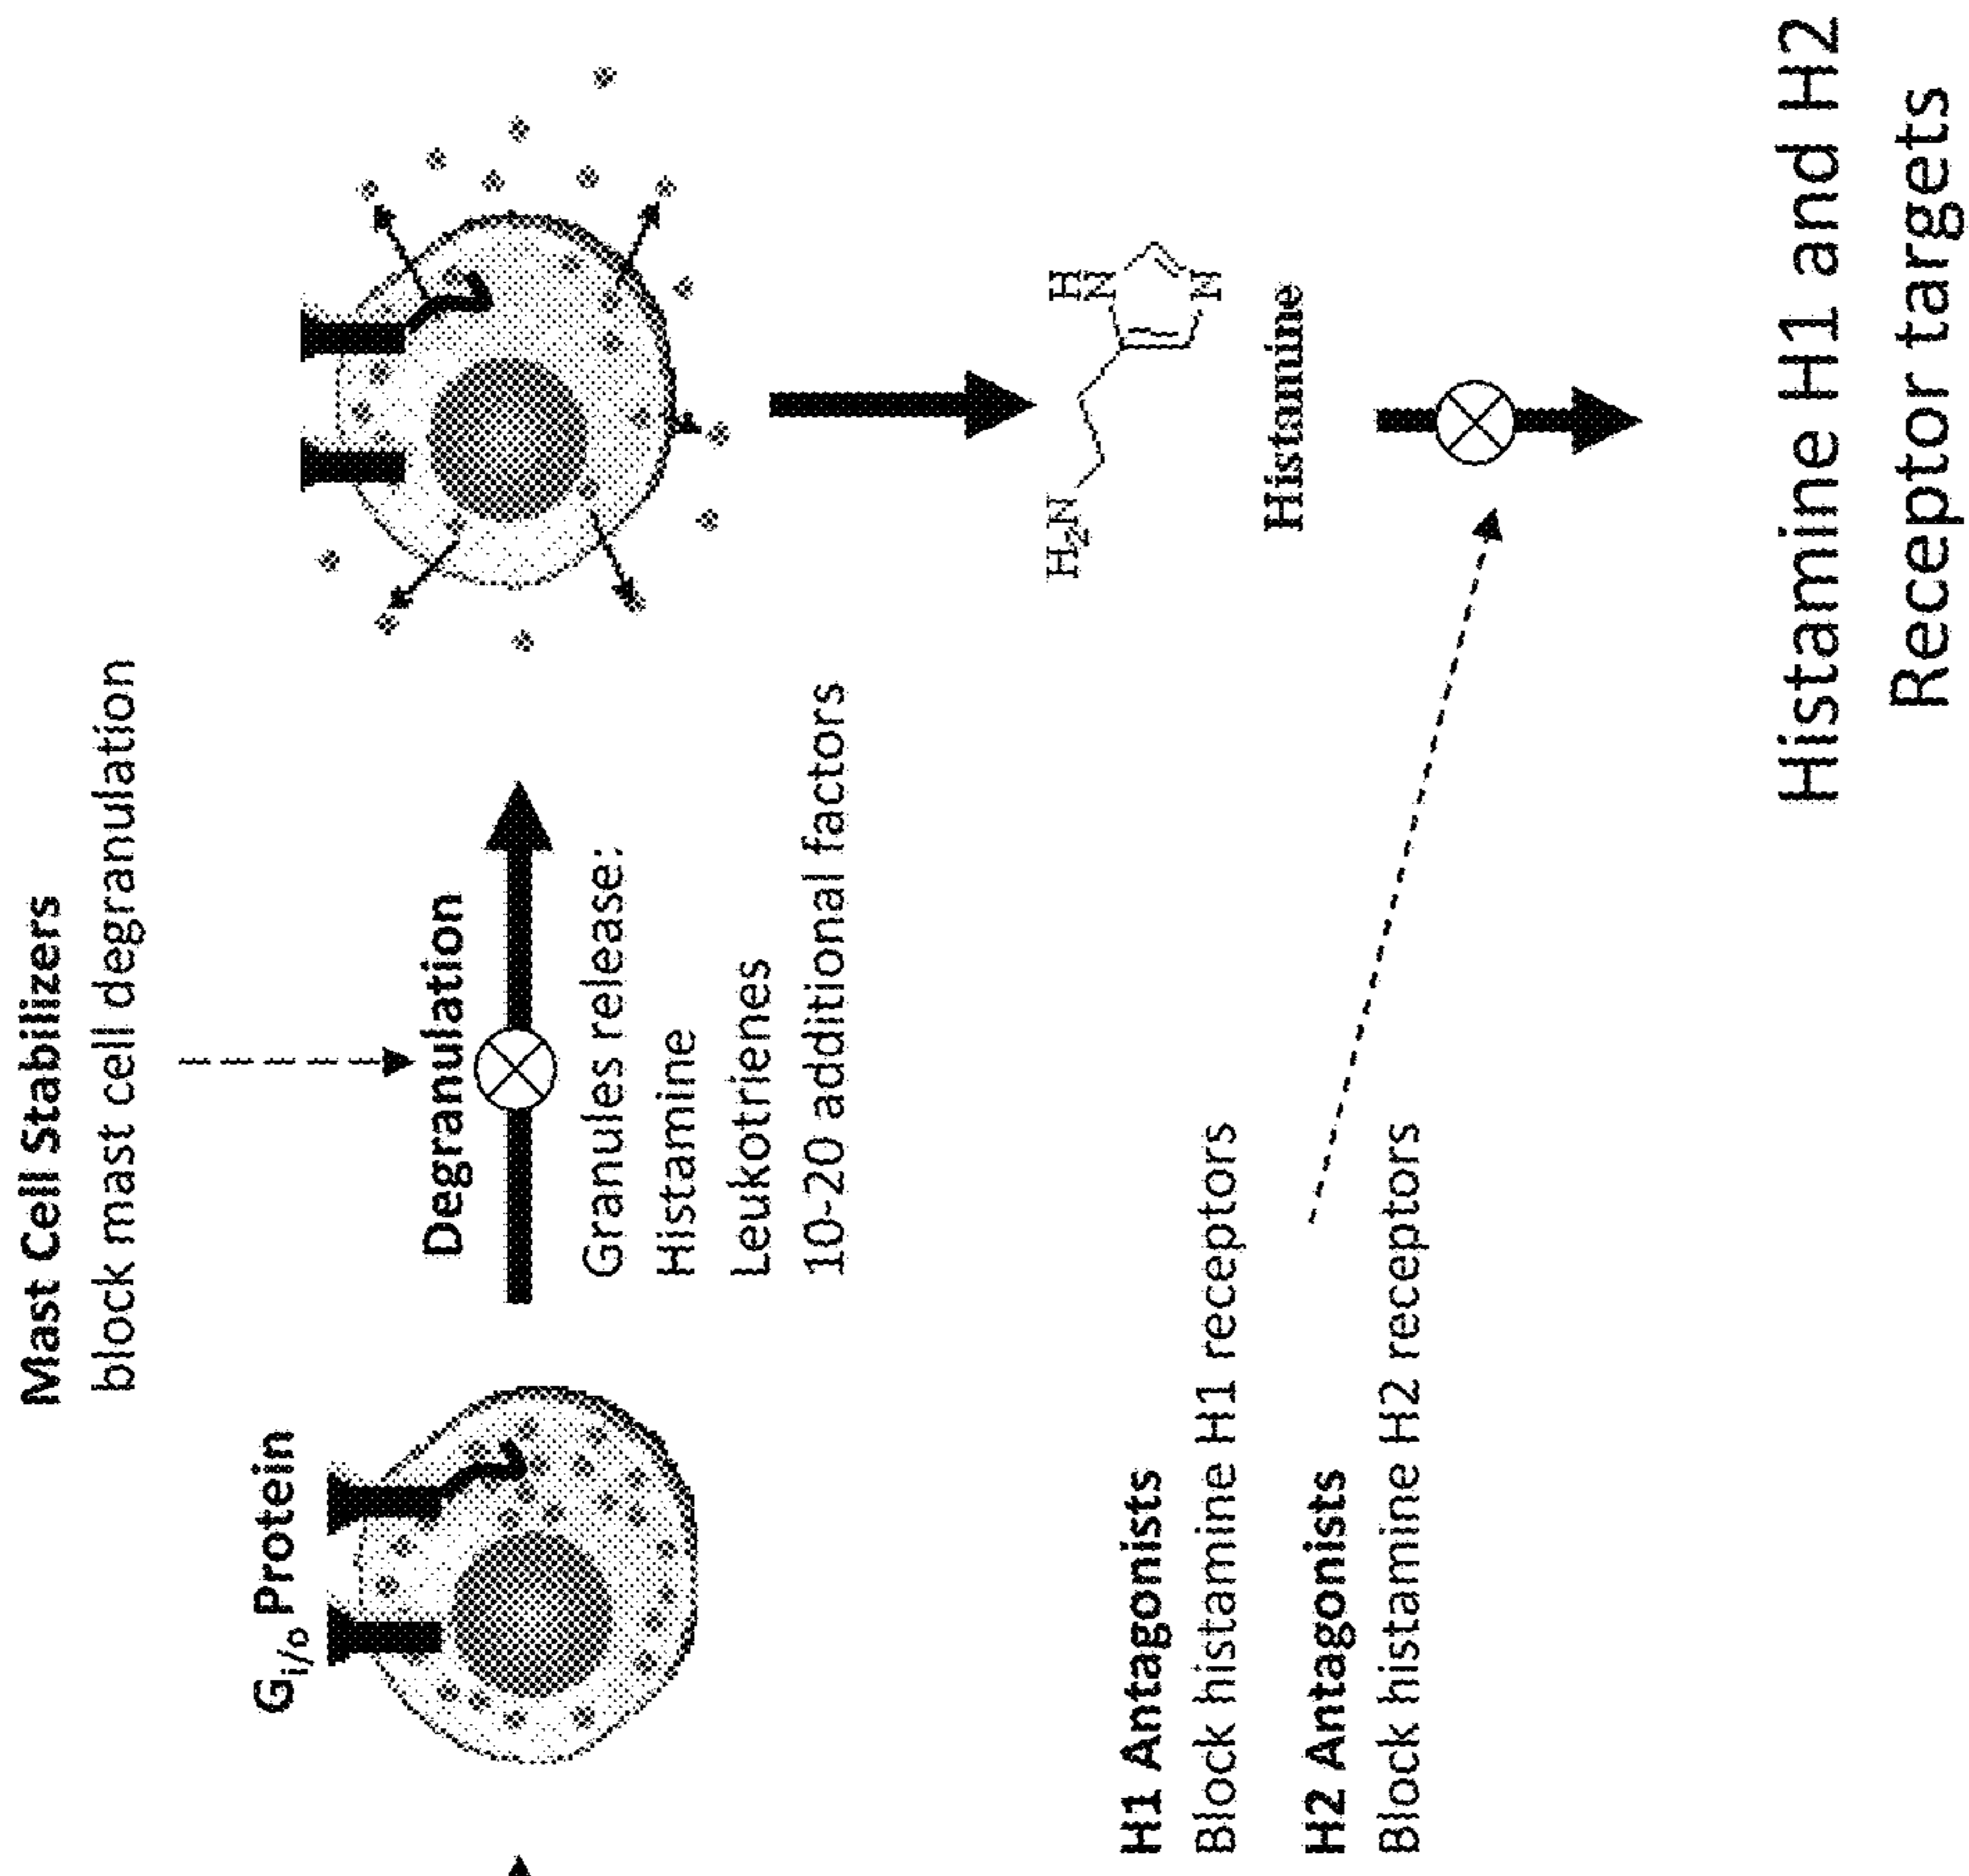 Mast Cell Stabilizers
block mast cell degranulation
Gi/o Protein
Degranulation
Granules release:
Histamine
Leukotrienes
10-20 additional factors
H2N
H
N
N
Histamine
H1 Antagonists
Block histamine H1 receptors
H2 Antagonists
Block histamine H2 receptors
Histamine H1 and H2
Receptor targets